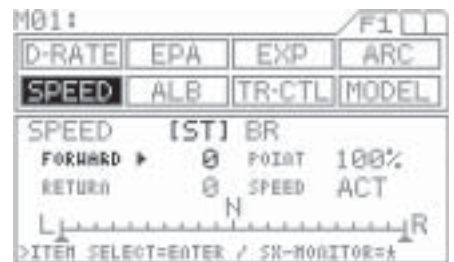 M01: F1
D-RATE EPA EXP ARC
SPEED ALB TR-CTL MODEL
SPEED [ST] BR
FORWARD ▶ 0 POINT 100%
RETURN 0 SPEED ACT
N
L R
>ITEM SELECT=ENTER / SX-MONITOR=